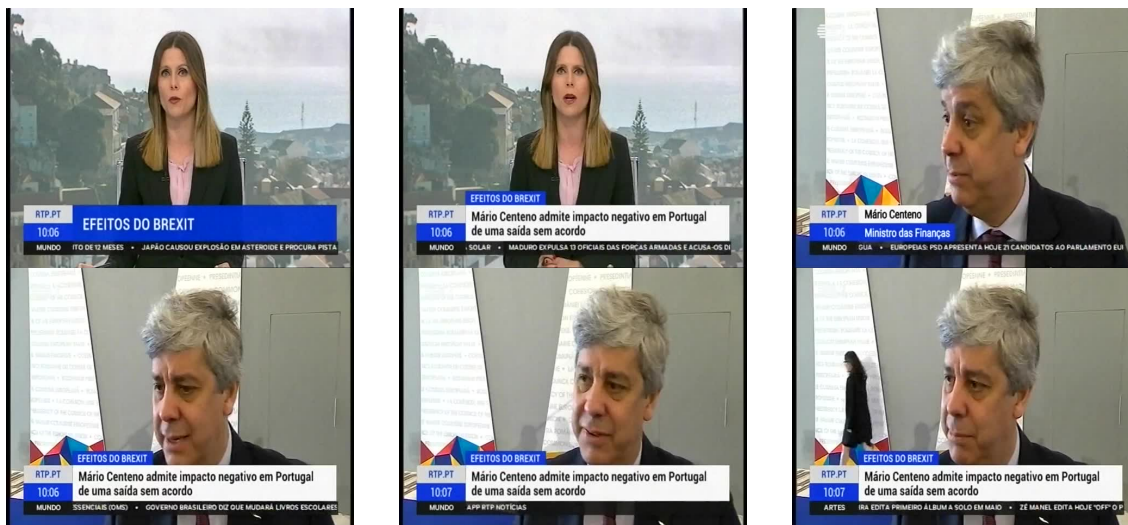 EFEITOS DO BREXIT
RTP.PT
10:06
MUNDO
ITO DE 12 MESES • JAPÃO CAUSOU EXPLOSÃO EM ASTEROIDE E PROCURA PISTA
EFEITOS DO BREXIT
RTP.PT
Mário Centeno admite impacto negativo em Portugal
de uma saída sem acordo
10:06
MUNDO
SOLAR • MADURO EXPULSA 13 OFICIAIS DAS FORÇAS ARMADAS E ACUSA-OS D
RTP.PT
Mário Centeno
10:06
Ministro das Finanças
MUNDO
GUA • EUROPEIAS: PSD APRESENTA HOJE 21 CANDIDATOS AO PARLAMENTO EU
EFEITOS DO BREXIT
RTP.PT
Mário Centeno admite impacto negativo em Portugal
de uma saída sem acordo
10:06
MUNDO
SSENCIAIS (OMS) • GOVERNO BRASILEIRO DIZ QUE MUDARÁ LIVROS ESCOLARES
EFEITOS DO BREXIT
RTP.PT
Mário Centeno admite impacto negativo em Portugal
de uma saída sem acordo
10:07
MUNDO
APP RTP NOTÍCIAS
EFEITOS DO BREXIT
RTP.PT
Mário Centeno admite impacto negativo em Portugal
de uma saída sem acordo
10:07
ARTES
IRA EDITA PRIMEIRO ÁLBUM A SOLO EM MAIO • ZÉ MANEL EDITA HOJE "OFF" O P